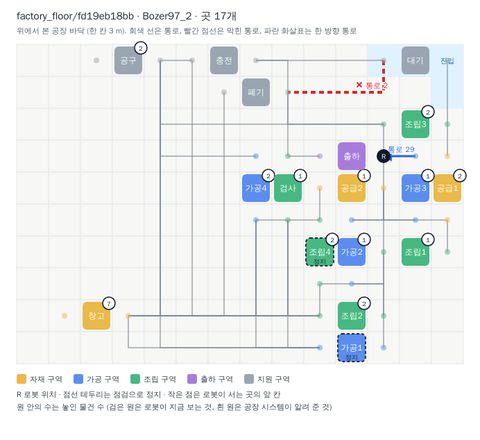 factory_floor/fd19eb18bb · Bozer97_2 · 곳 17개
위에서 본 공장 바닥 (한 칸 3 m). 회색 선은 통로, 빨간 점선은 막힌 통로, 파란 화살표는 한 방향 통로
공구 2
충전
대기
진입
폐기
✕ 통로 2
조립3 2
출하
R
통로 29
가공4 2
검사 1
공급2 1
가공3 1
공급1 2
조립4 2
정지
가공2 1
조립1 1
창고 7
조립2 2
가공1
정지
자재 구역
가공 구역
조립 구역
출하 구역
지원 구역
R 로봇 위치 · 점선 테두리는 점검으로 정지 · 작은 점은 로봇이 서는 곳의 앞 칸
원 안의 수는 놓인 물건 수 (검은 원은 로봇이 지금 보는 것, 흰 원은 공장 시스템이 알려 준 것)